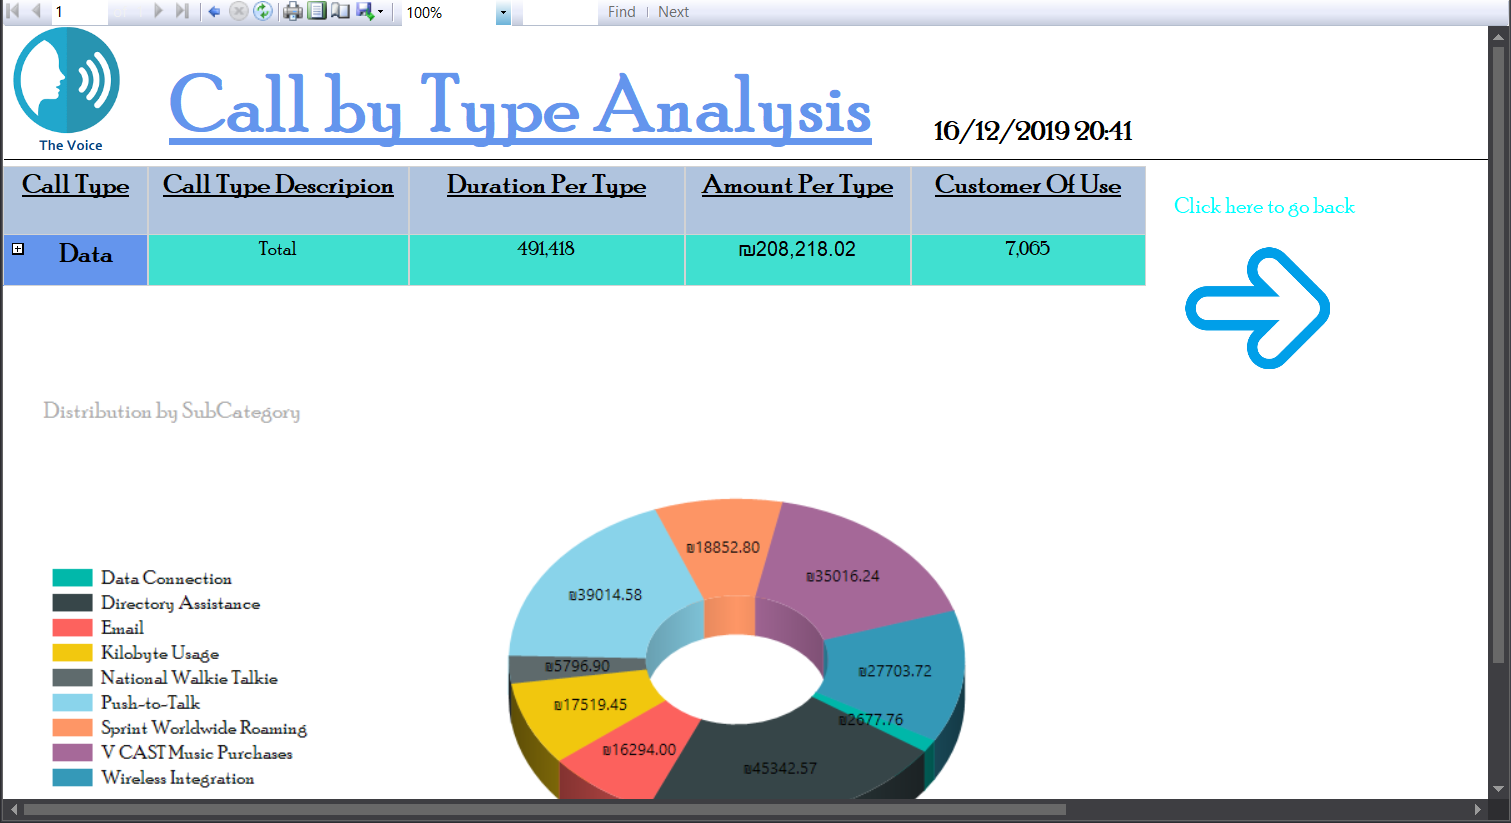 1
100%
Find | Next
The Voice
Call by Type Analysis
16/12/2019 20:41
Call Type Call Type Descripion Duration Per Type Amount Per Type Customer Of Use
Click here to go back
Data Total 491,418 ₪208,218.02 7,065
Distribution by SubCategory
Data Connection
Directory Assistance
Email
Kilobyte Usage
National Walkie Talkie
Push-to-Talk
Sprint Worldwide Roaming
V CAST Music Purchases
Wireless Integration
₪18852.80
₪35016.24
₪39014.58
₪5796.90
₪27703.72
₪17519.45
₪2677.76
₪16294.00
₪45342.57